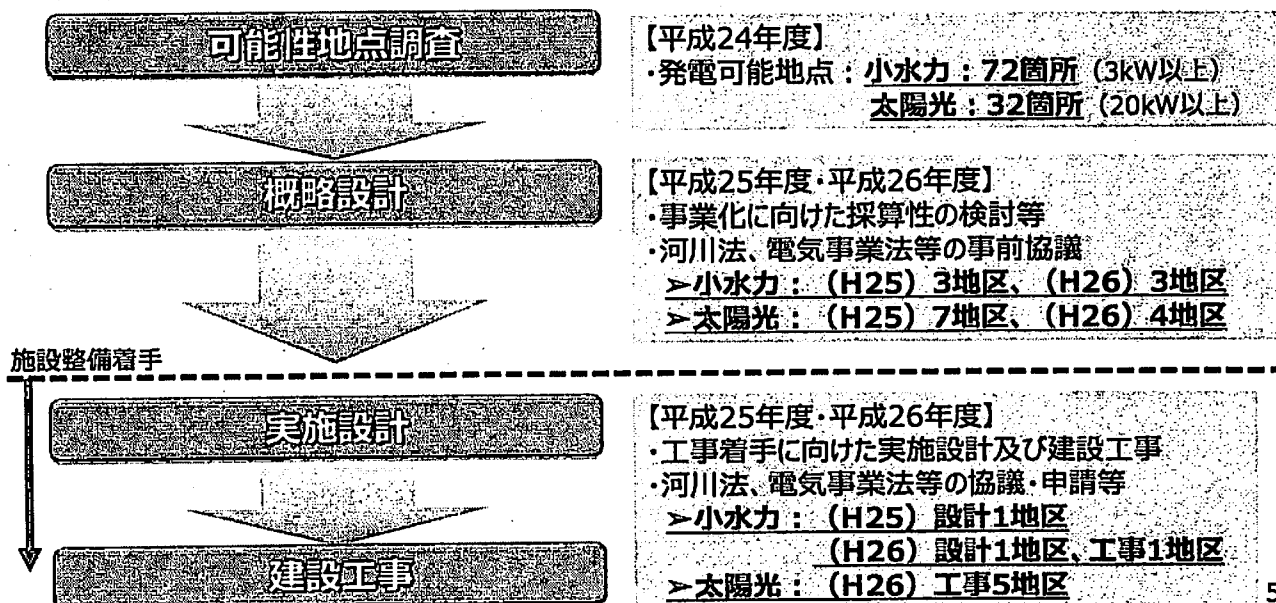 可能性地点調査
【平成24年度】
・発電可能地点：小水力：72箇所（3kW以上）
太陽光：32箇所（20kW以上）
概略設計
【平成25年度・平成26年度】
・事業化に向けた採算性の検討等
・河川法、電気事業法等の事前協議
➢小水力：（H25）3地区、（H26）3地区
➢太陽光：（H25）7地区、（H26）4地区
施設整備着手
実施設計
建設工事
【平成25年度・平成26年度】
・工事着手に向けた実施設計及び建設工事
・河川法、電気事業法等の協議・申請等
➢小水力：（H25）設計1地区
（H26）設計1地区、工事1地区
➢太陽光：（H26）工事5地区
5